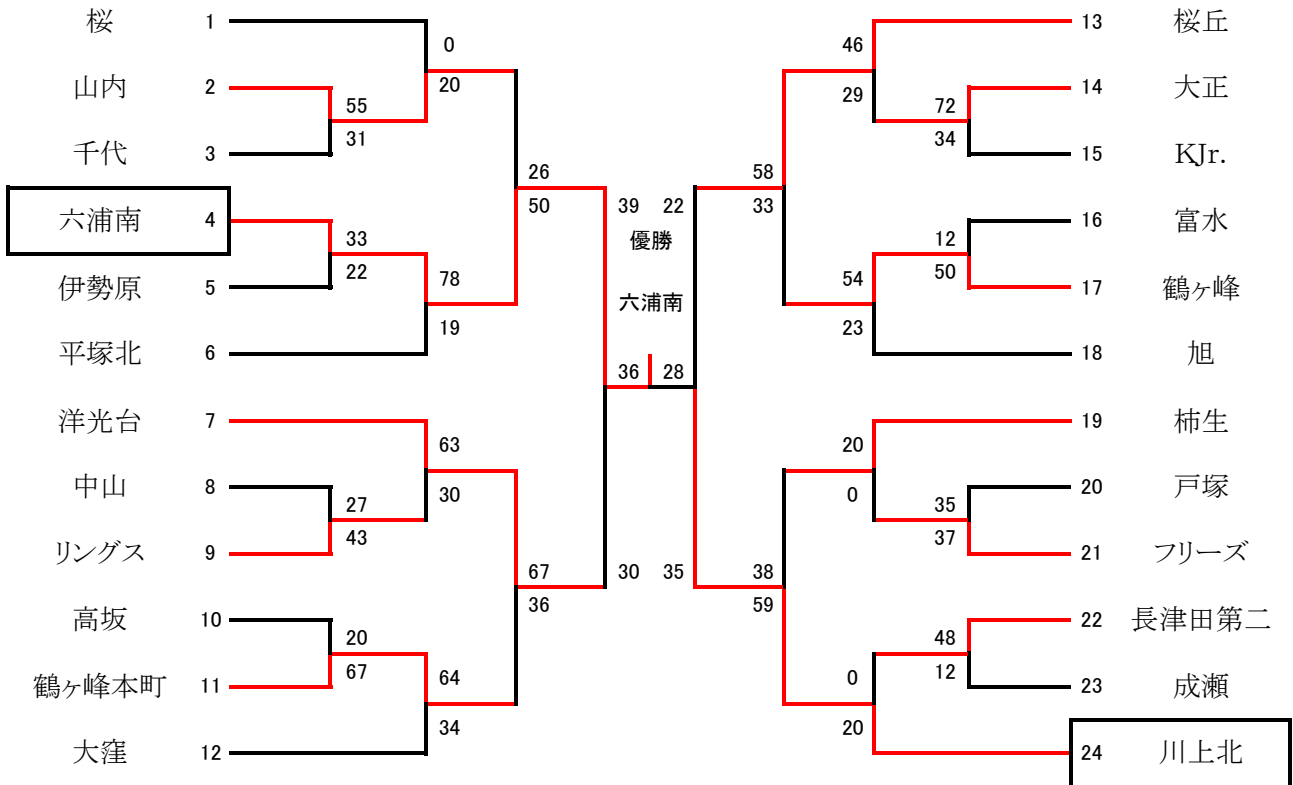 桜 1
0
山内 2
20
55
31
千代 3
26
六浦南 4
50
33
22
伊勢原 5
78
19
平塚北 6
洋光台 7
63
中山 8
30
27
43
リングス 9
67
36
高坂 10
20
67
鶴ヶ峰本町 11
64
34
大窪 12
39 22
優勝
六浦南
36 28
30 35
13 桜丘
46
14 大正
29
72
34
15 KJr.
58
33
16 富水
12
50
17 鶴ヶ峰
54
23
18 旭
19 柿生
20
20 戸塚
0
35
37
21 フリーズ
38
59
22 長津田第二
48
12
23 成瀬
0
20
24 川上北